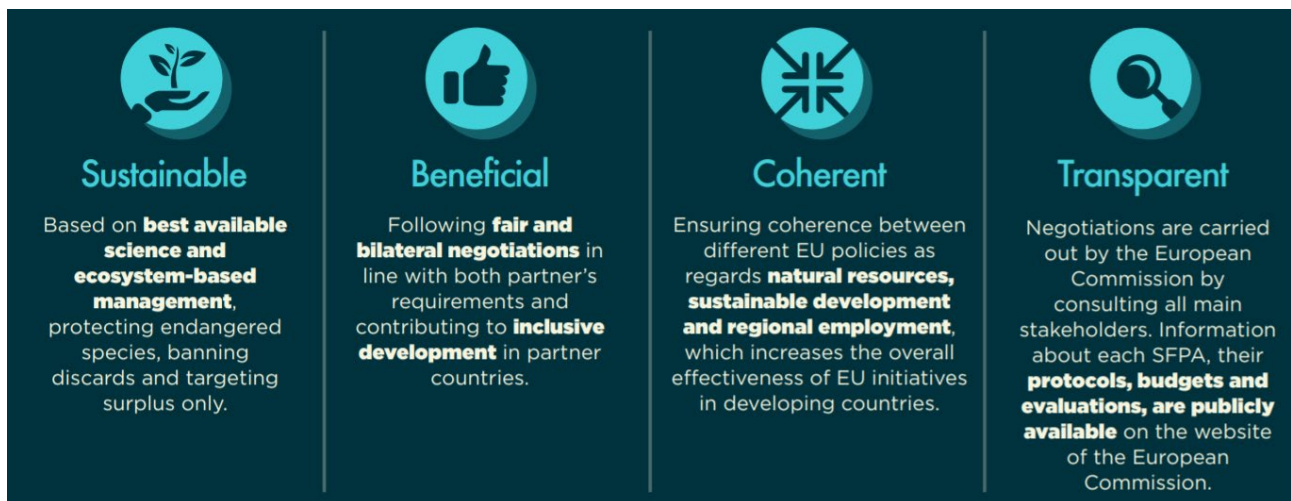 Sustainable
Based on best available
science and
ecosystem-based
management,
protecting endangered
species, banning
discards and targeting
surplus only.
Beneficial
Following fair and
bilateral negotiations in
line with both partner’s
requirements and
contributing to inclusive
development in partner
countries.
Coherent
Ensuring coherence between
different EU policies as
regards natural resources,
sustainable development
and regional employment,
which increases the overall
effectiveness of EU initiatives
in developing countries.
Transparent
Negotiations are carried
out by the European
Commission by
consulting all main
stakeholders. Information
about each SFPA, their
protocols, budgets and
evaluations, are publicly
available on the website
of the European
Commission.